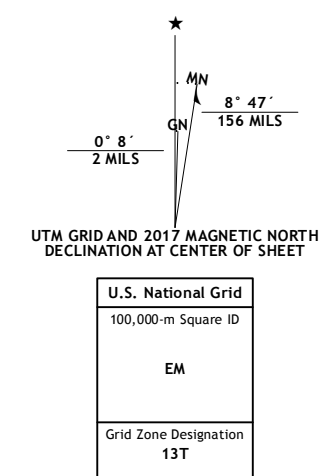 ★
MN
GN
8° 47´
156 MILS
0° 8´
2 MILS
UTM GRID AND 2017 MAGNETIC NORTH
DECLINATION AT CENTER OF SHEET
U.S. National Grid
100,000-m Square ID
EM
Grid Zone Designation
13T